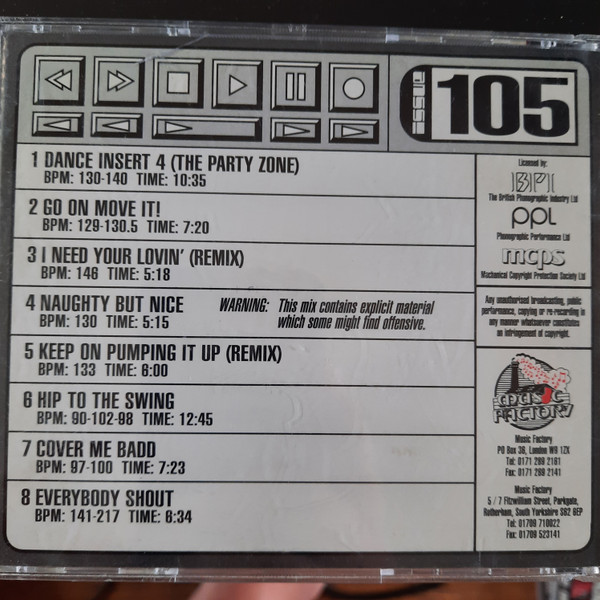 ISSUE 105
1 DANCE INSERT 4 (THE PARTY ZONE)
BPM: 130-140 TIME: 10:35
2 GO ON MOVE IT!
BPM: 129-130.5 TIME: 7:20
3 I NEED YOUR LOVIN' (REMIX)
BPM: 146 TIME: 5:18
4 NAUGHTY BUT NICE
BPM: 130 TIME: 5:15
WARNING: This mix contains explicit material
which some might find offensive.
5 KEEP ON PUMPING IT UP (REMIX)
BPM: 133 TIME: 6:00
6 HIP TO THE SWING
BPM: 90-102-98 TIME: 12:45
7 COVER ME BADD
BPM: 97-100 TIME: 7:23
8 EVERYBODY SHOUT
BPM: 141-217 TIME: 6:34
Licensed by:
BPI
The British Phonographic Industry Ltd
PPL
Phonographic Performance Ltd
mcps
Mechanical Copyright Protection Society Ltd
Any unauthorised broadcasting, public
performance, copying or re-recording in
any manner whatsoever constitutes
an infringement of copyright.
MUSIC
FACTORY
Music Factory
PO Box 36, London W9 1ZX
Tel: 0171 289 2161
Fax: 0171 289 2141
Music Factory
5 / 7 Fitzwilliam Street, Parkgate,
Rotherham, South Yorkshire S62 6EP
Tel: 01709 710022
Fax: 01709 523141